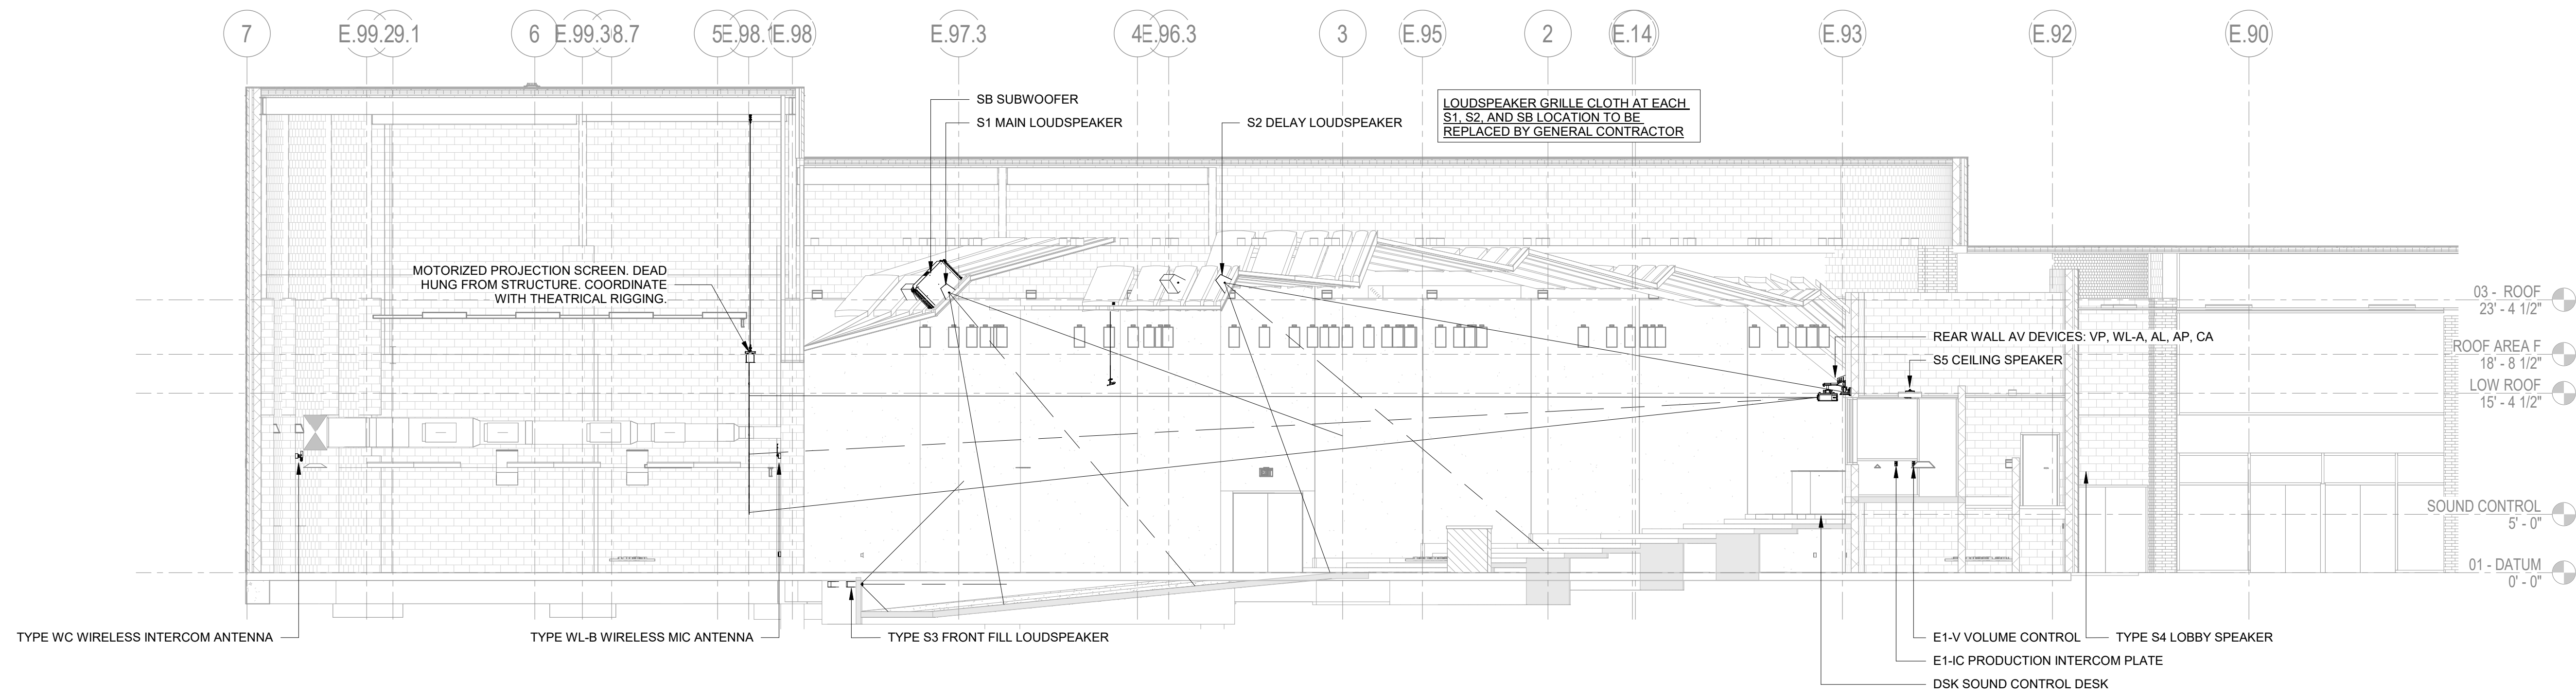 7
E.99.2
9.1
6
E.99.3
8.7
5
E.98.1
E.98
E.97.3
4
E.96.3
3
E.95
2
E.14
E.93
E.92
E.90
SB SUBWOOFER
S1 MAIN LOUDSPEAKER
S2 DELAY LOUDSPEAKER
LOUDSPEAKER GRILLE CLOTH AT EACH
S1, S2, AND SB LOCATION TO BE
REPLACED BY GENERAL CONTRACTOR
MOTORIZED PROJECTION SCREEN. DEAD
HUNG FROM STRUCTURE. COORDINATE
WITH THEATRICAL RIGGING.
03 - ROOF
23' - 4 1/2"
REAR WALL AV DEVICES: VP, WL-A, AL, AP, CA
S5 CEILING SPEAKER
ROOF AREA F
18' - 8 1/2"
LOW ROOF
15' - 4 1/2"
SOUND CONTROL
5' - 0"
01 - DATUM
0' - 0"
TYPE WC WIRELESS INTERCOM ANTENNA
TYPE WL-B WIRELESS MIC ANTENNA
TYPE S3 FRONT FILL LOUDSPEAKER
E1-V VOLUME CONTROL
TYPE S4 LOBBY SPEAKER
E1-IC PRODUCTION INTERCOM PLATE
DSK SOUND CONTROL DESK